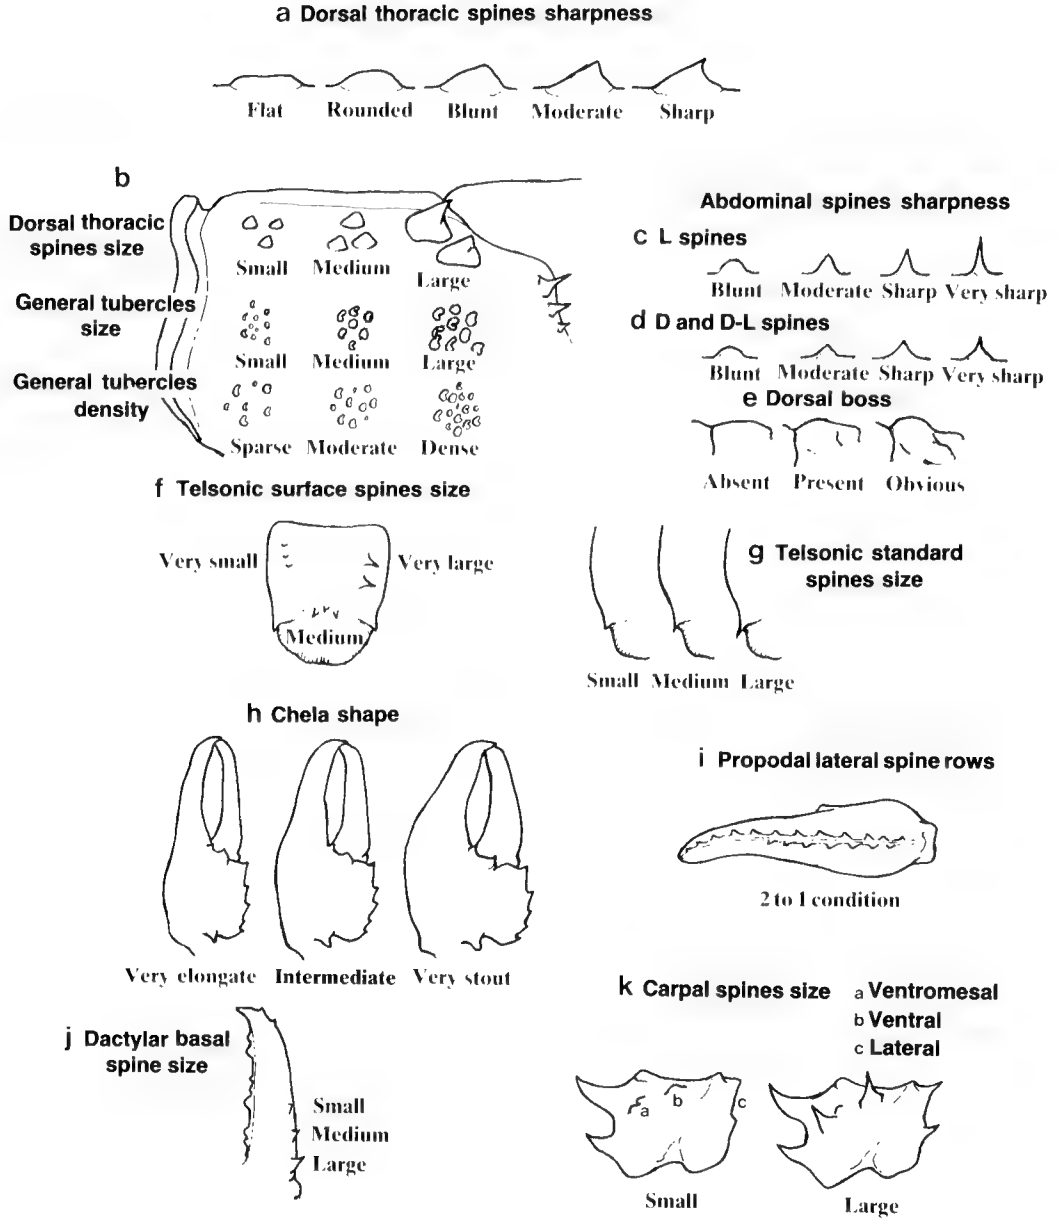 a Dorsal thoracic spines sharpness
Flat Rounded Blunt Moderate Sharp
b
Dorsal thoracic
spines size
Small Medium Large
General tubercles
size
Small Medium Large
General tubercles
density
Sparse Moderate Dense
Abdominal spines sharpness
c L spines
Blunt Moderate Sharp Very sharp
d D and D-L spines
Blunt Moderate Sharp Very sharp
e Dorsal boss
Absent Present Obvious
f Telsonic surface spines size
Very small Very large
Medium
g Telsonic standard
spines size
Small Medium Large
h Chela shape
Very elongate Intermediate Very stout
i Propodal lateral spine rows
2 to 1 condition
j Dactylar basal
spine size
Small
Medium
Large
k Carpal spines size a Ventromesal
b Ventral
c Lateral
a b c
Small Large